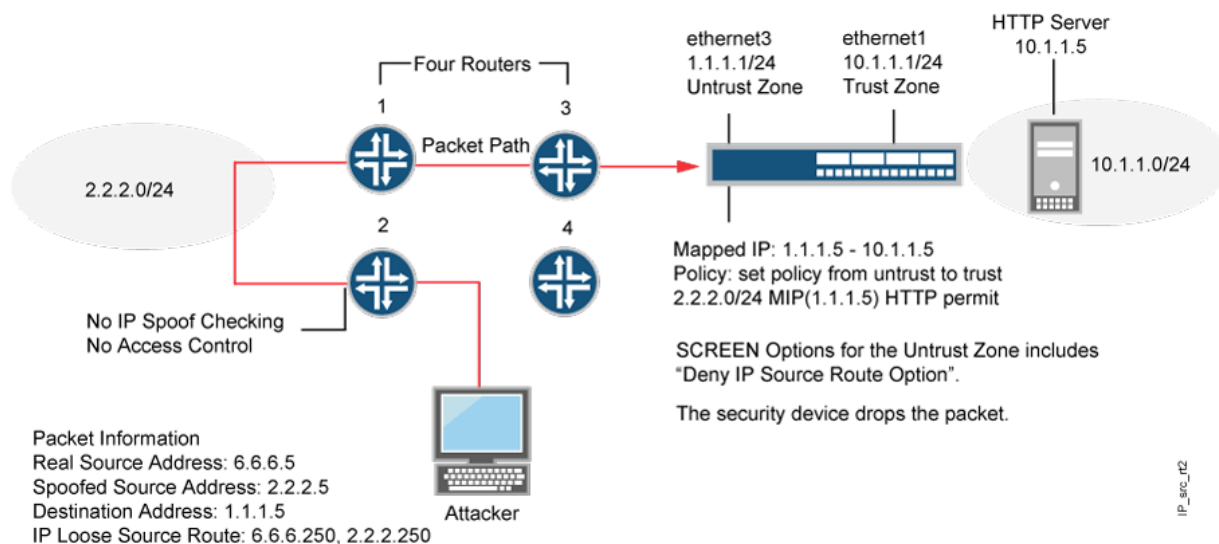 Four Routers
1
3
Packet Path
2
4
2.2.2.0/24
ethernet3
1.1.1.1/24
Untrust Zone
ethernet1
10.1.1.1/24
Trust Zone
HTTP Server
10.1.1.5
10.1.1.0/24
Mapped IP: 1.1.1.5 - 10.1.1.5
Policy: set policy from untrust to trust
2.2.2.0/24 MIP(1.1.1.5) HTTP permit
SCREEN Options for the Untrust Zone includes
“Deny IP Source Route Option”.
The security device drops the packet.
No IP Spoof Checking
No Access Control
Attacker
Packet Information
Real Source Address: 6.6.6.5
Spoofed Source Address: 2.2.2.5
Destination Address: 1.1.1.5
IP Loose Source Route: 6.6.6.250, 2.2.2.250
IP_src_rt2